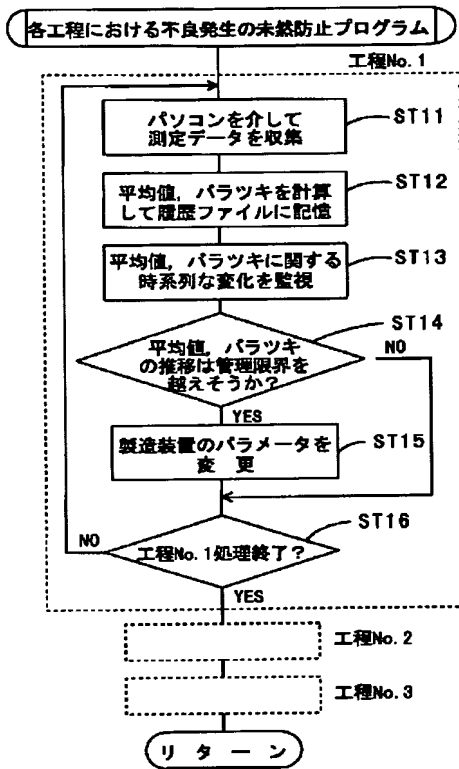 各工程における不良発生の未然防止プログラム
工程No.1
パソコンを介して
測定データを収集
ST11
平均値,バラツキを計算
して履歴ファイルに記憶
ST12
平均値,バラツキに関する
時系列な変化を監視
ST13
平均値,バラツキ
の推移は管理限界を
越えそうか?
ST14
NO
YES
製造装置のパラメータを
変 更
ST15
工程No.1処理終了?
ST16
NO
YES
工程No.2
工程No.3
リターン